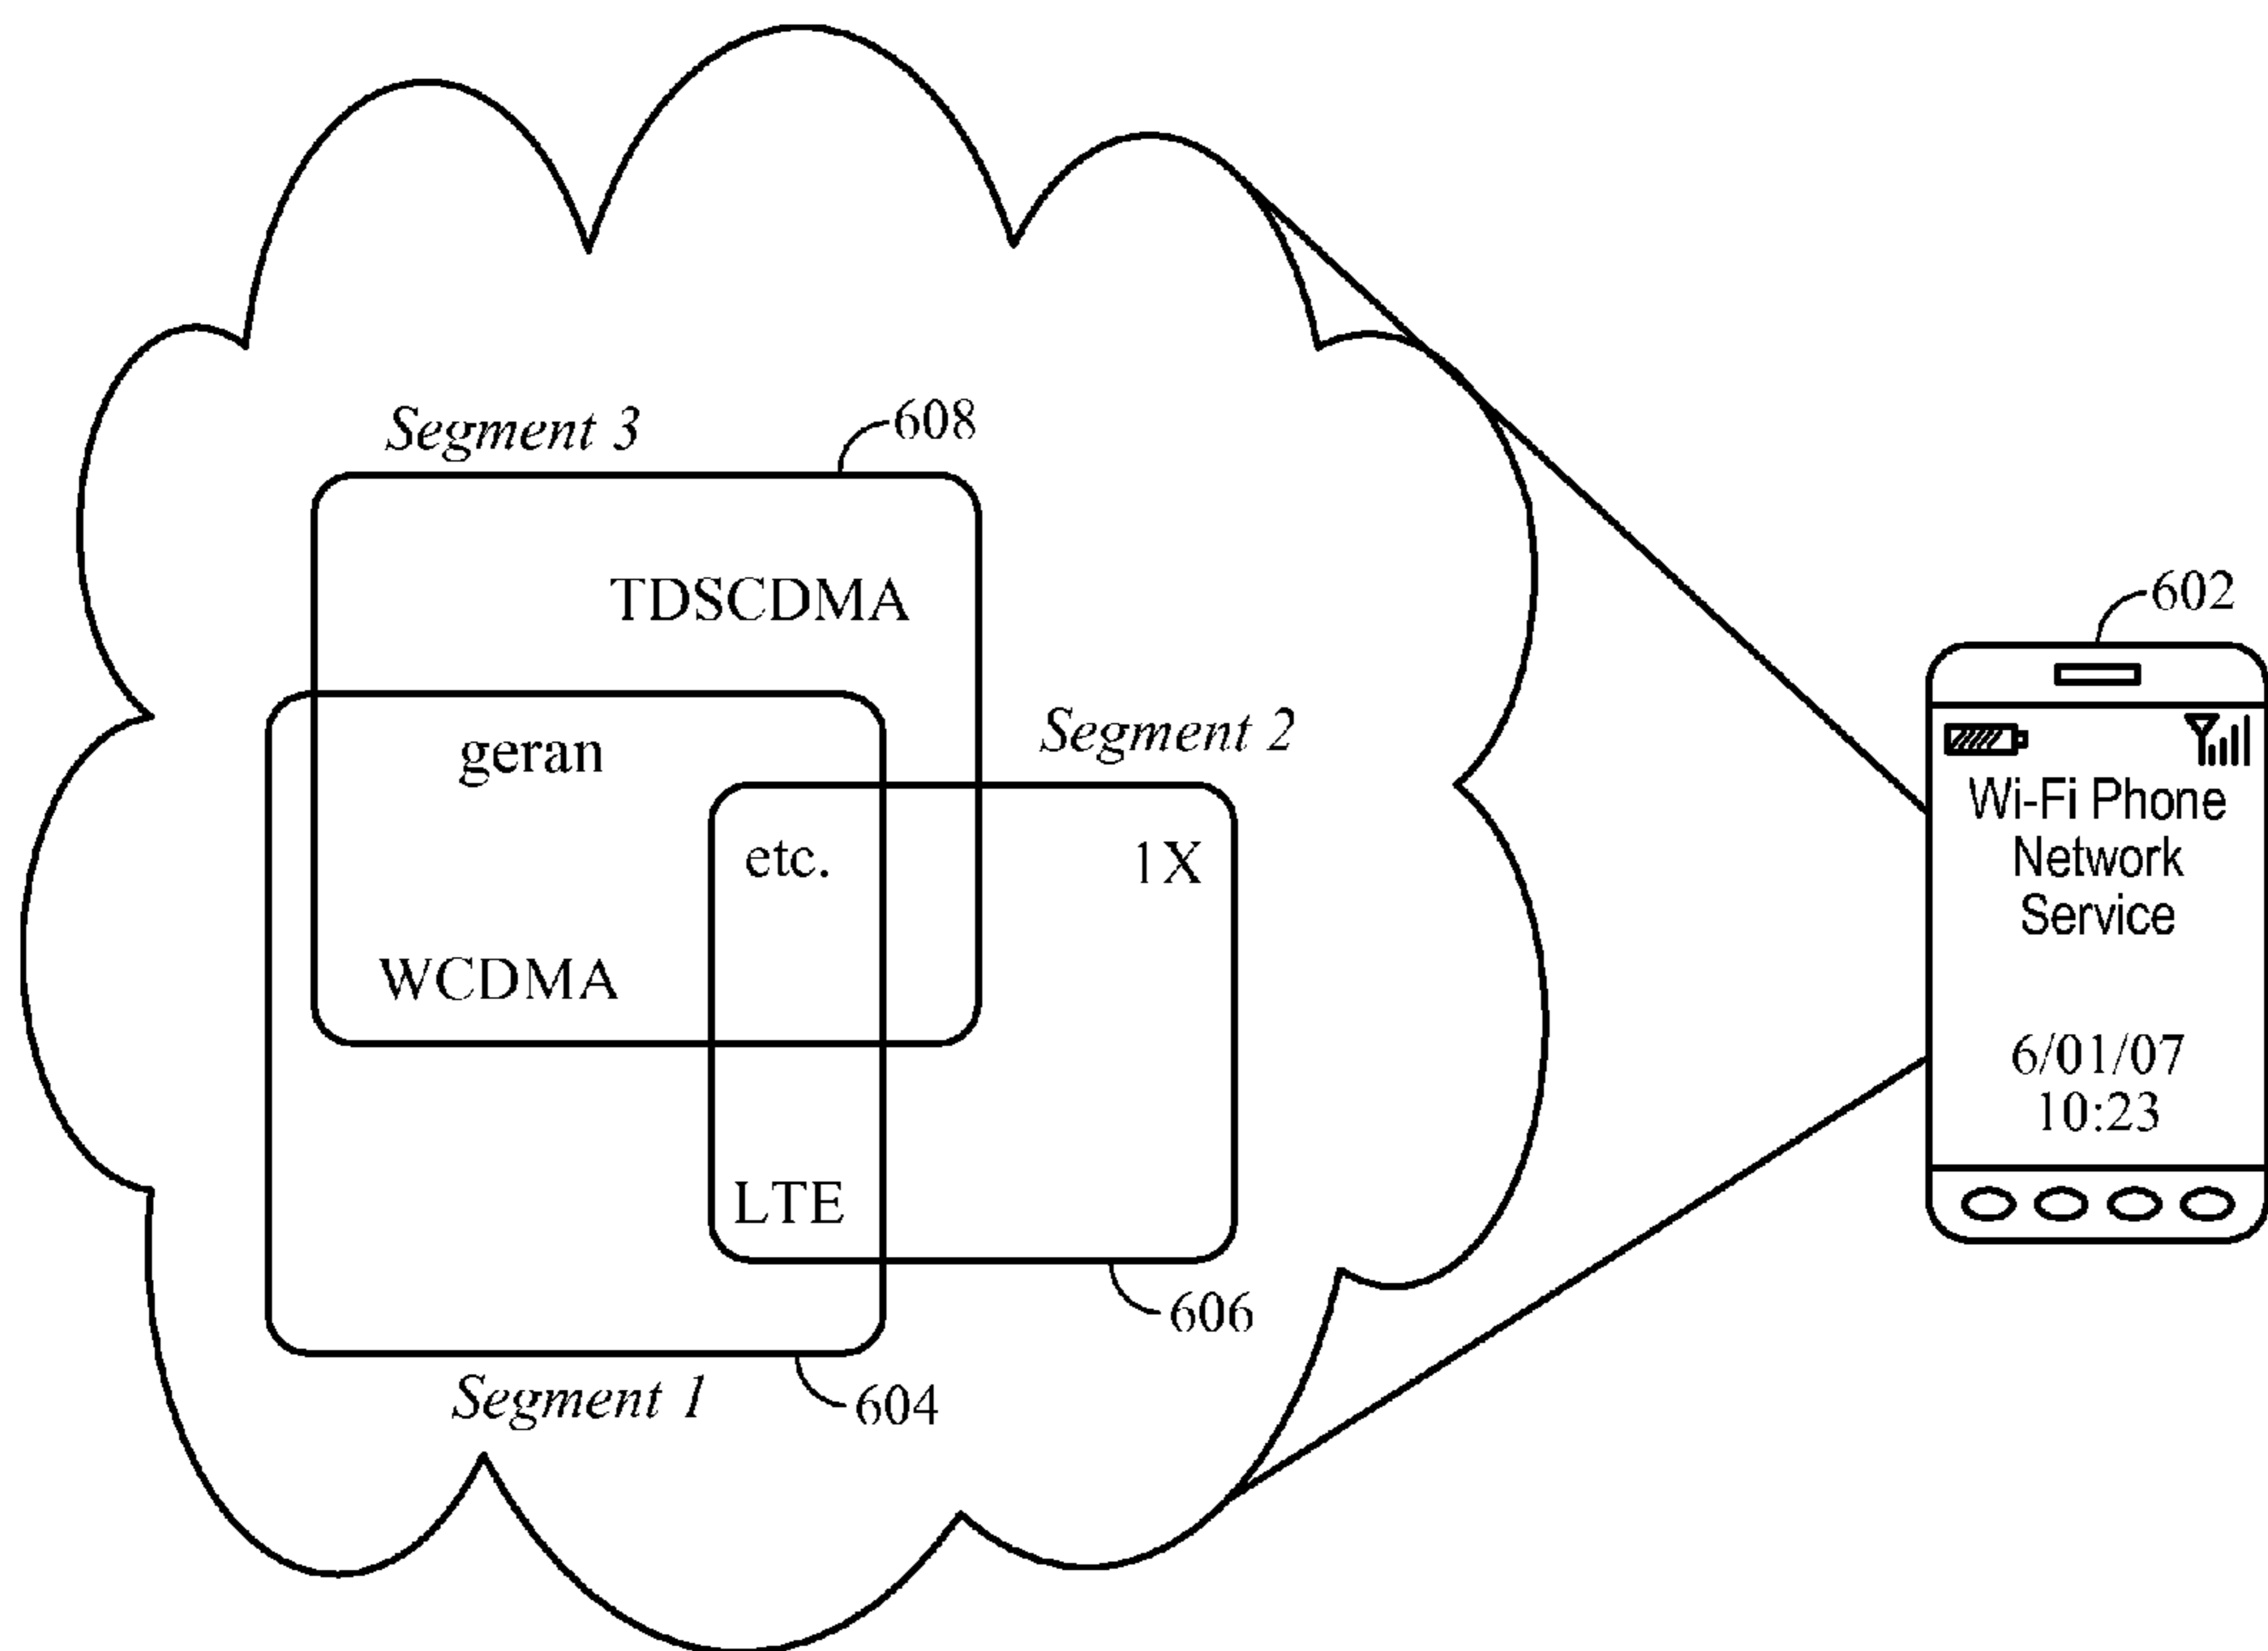 Segment 3
608
TDSCDMA
602
geran
Segment 2
Wi-Fi Phone
Network
Service
etc.
1X
WCDMA
6/01/07
10:23
LTE
606
Segment 1
604